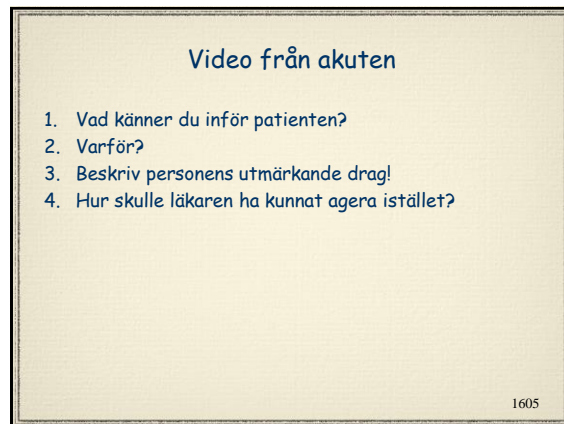 Video från akuten
1. Vad känner du inför patienten?
2. Varför?
3. Beskriv personens utmärkande drag!
4. Hur skulle läkaren ha kunnat agera istället?
1605